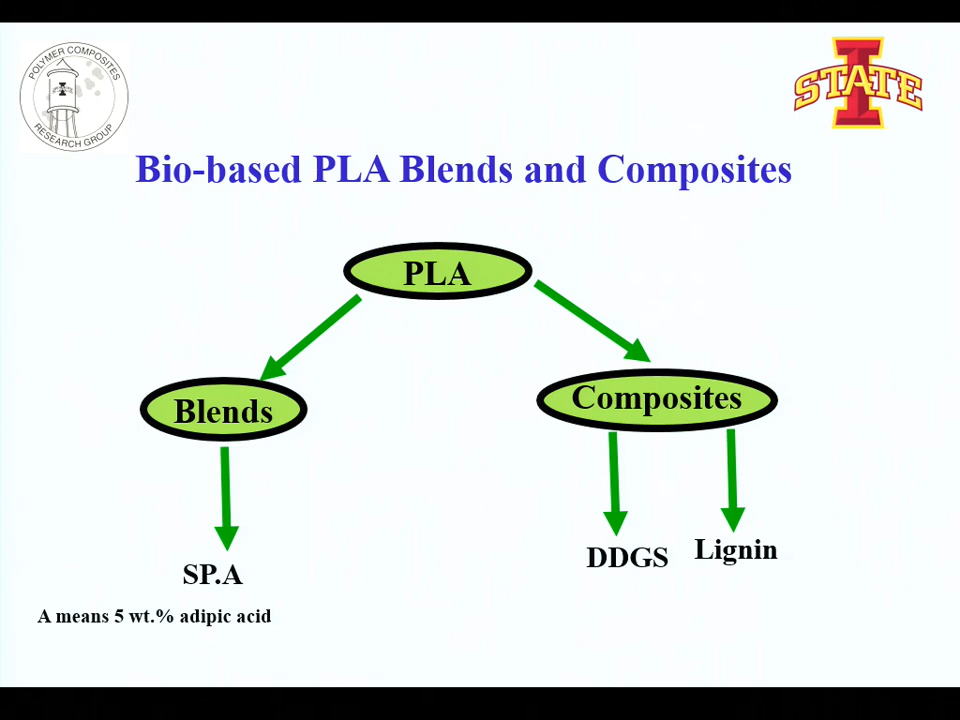 POLYMER COMPOSITES
RESEARCH GROUP
STATE
Bio-based PLA Blends and Composites
PLA
Blends
Composites
SP.A
DDGS
Lignin
A means 5 wt.% adipic acid